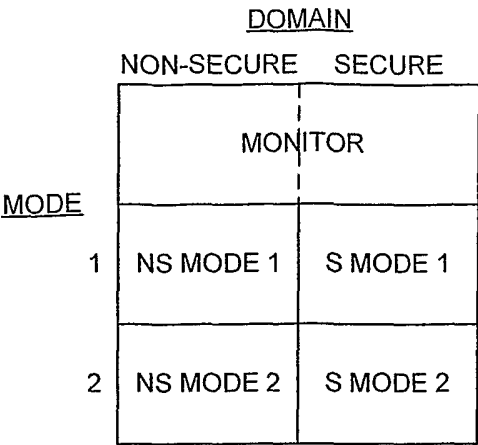 DOMAIN
NON-SECURE SECURE
MONITOR
MODE
1 NS MODE 1 S MODE 1
2 NS MODE 2 S MODE 2